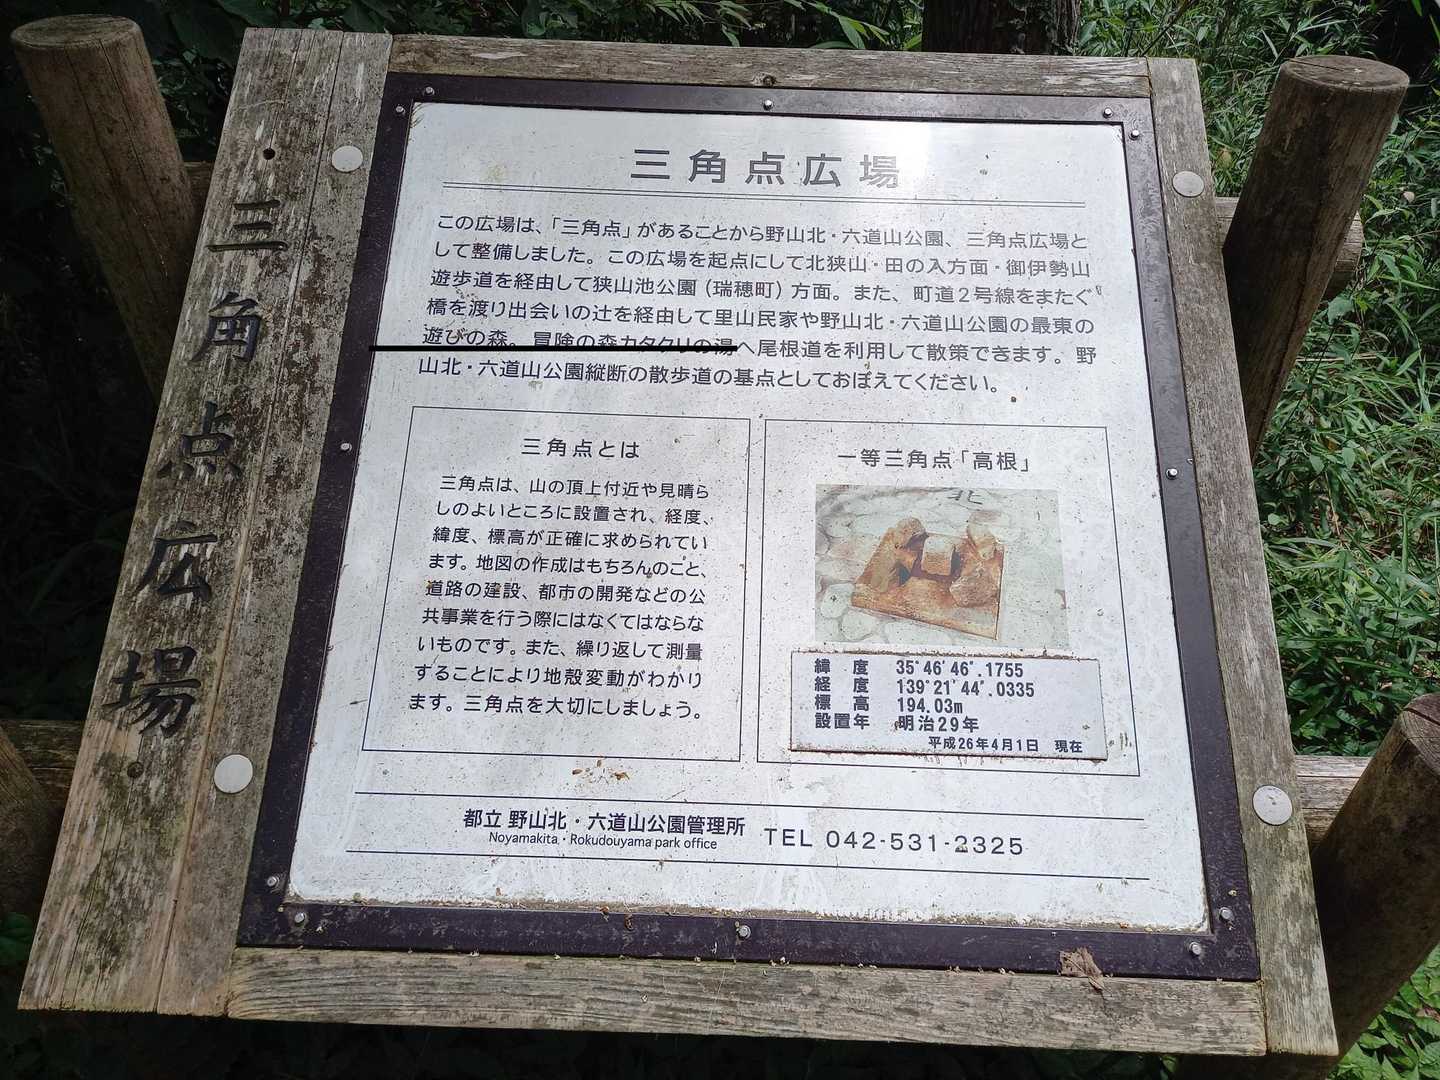 三角点広場
三角点広場
この広場は、「三角点」があることから野山北・六道山公園、三角点広場と
して整備しました。この広場を起点にして北狭山・田の入方面・御伊勢山
遊歩道を経由して狭山池公園(瑞穂町)方面。また、町道2号線をまたぐ
橋を渡り出会いの辻を経由して里山民家や野山北・六道山公園の最東の
遊びの森。冒険の森カタクリの湯へ尾根道を利用して散策できます。野
山北・六道山公園縦断の散歩道の基点としておぼえてください。
三角点とは
三角点は、山の頂上付近や見晴ら
しのよいところに設置され、経度、
緯度、標高が正確に求められてい
ます。地図の作成はもちろんのこと、
道路の建設、都市の開発などの公
共事業を行う際にはなくてはならな
いものです。また、繰り返して測量
することにより地殻変動がわかり
ます。三角点を大切にしましょう。
一等三角点「高根」
北
緯度 35°46′46″.1755
経度 139°21′44″.0335
標高 194.03m
設置年 明治29年
平成26年4月1日 現在
都立 野山北・六道山公園管理所 TEL 042-531-2325
Noyamakita・Rokudouyama park office